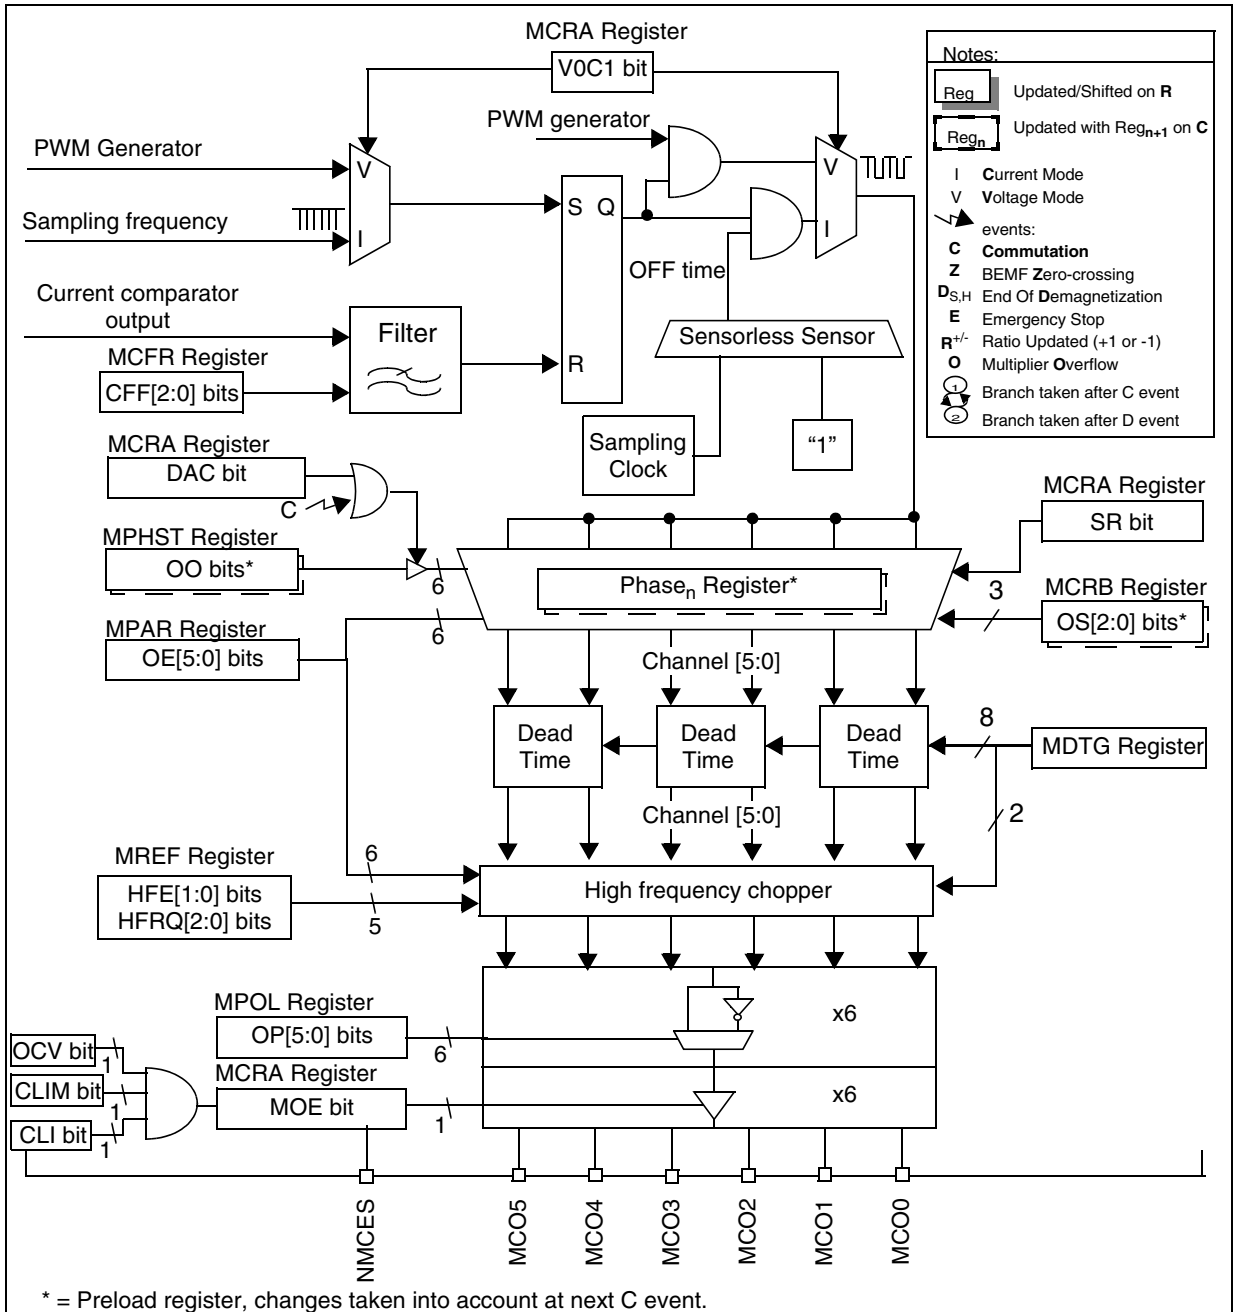 MCRA Register
V0C1 bit
PWM generator
PWM Generator
V
Sampling frequency
I
S Q
R
V
I
OFF time
Current comparator
output
Filter
MCFR Register
CFF[2:0] bits
Sensorless Sensor
Sampling
Clock
“1”
Notes:
Reg Updated/Shifted on R
Regn Updated with Regn+1 on C
I Current Mode
V Voltage Mode
events:
C Commutation
Z BEMF Zero-crossing
DS,H End Of Demagnetization
E Emergency Stop
R+/- Ratio Updated (+1 or -1)
O Multiplier Overflow
1 Branch taken after C event
2 Branch taken after D event
MCRA Register
DAC bit
C
MPHST Register
OO bits*
6
MPAR Register
OE[5:0] bits
6
Phasen Register*
MCRA Register
SR bit
MCRB Register
3
OS[2:0] bits*
Channel [5:0]
Dead
Time
Dead
Time
Dead
Time
8
MDTG Register
2
Channel [5:0]
MREF Register
HFE[1:0] bits
HFRQ[2:0] bits
6
5
High frequency chopper
MPOL Register
OP[5:0] bits
6
x6
OCV bit
1
CLIM bit
1
CLI bit
1
MCRA Register
MOE bit
1
x6
NMCES
MCO5
MCO4
MCO3
MCO2
MCO1
MCO0
* = Preload register, changes taken into account at next C event.